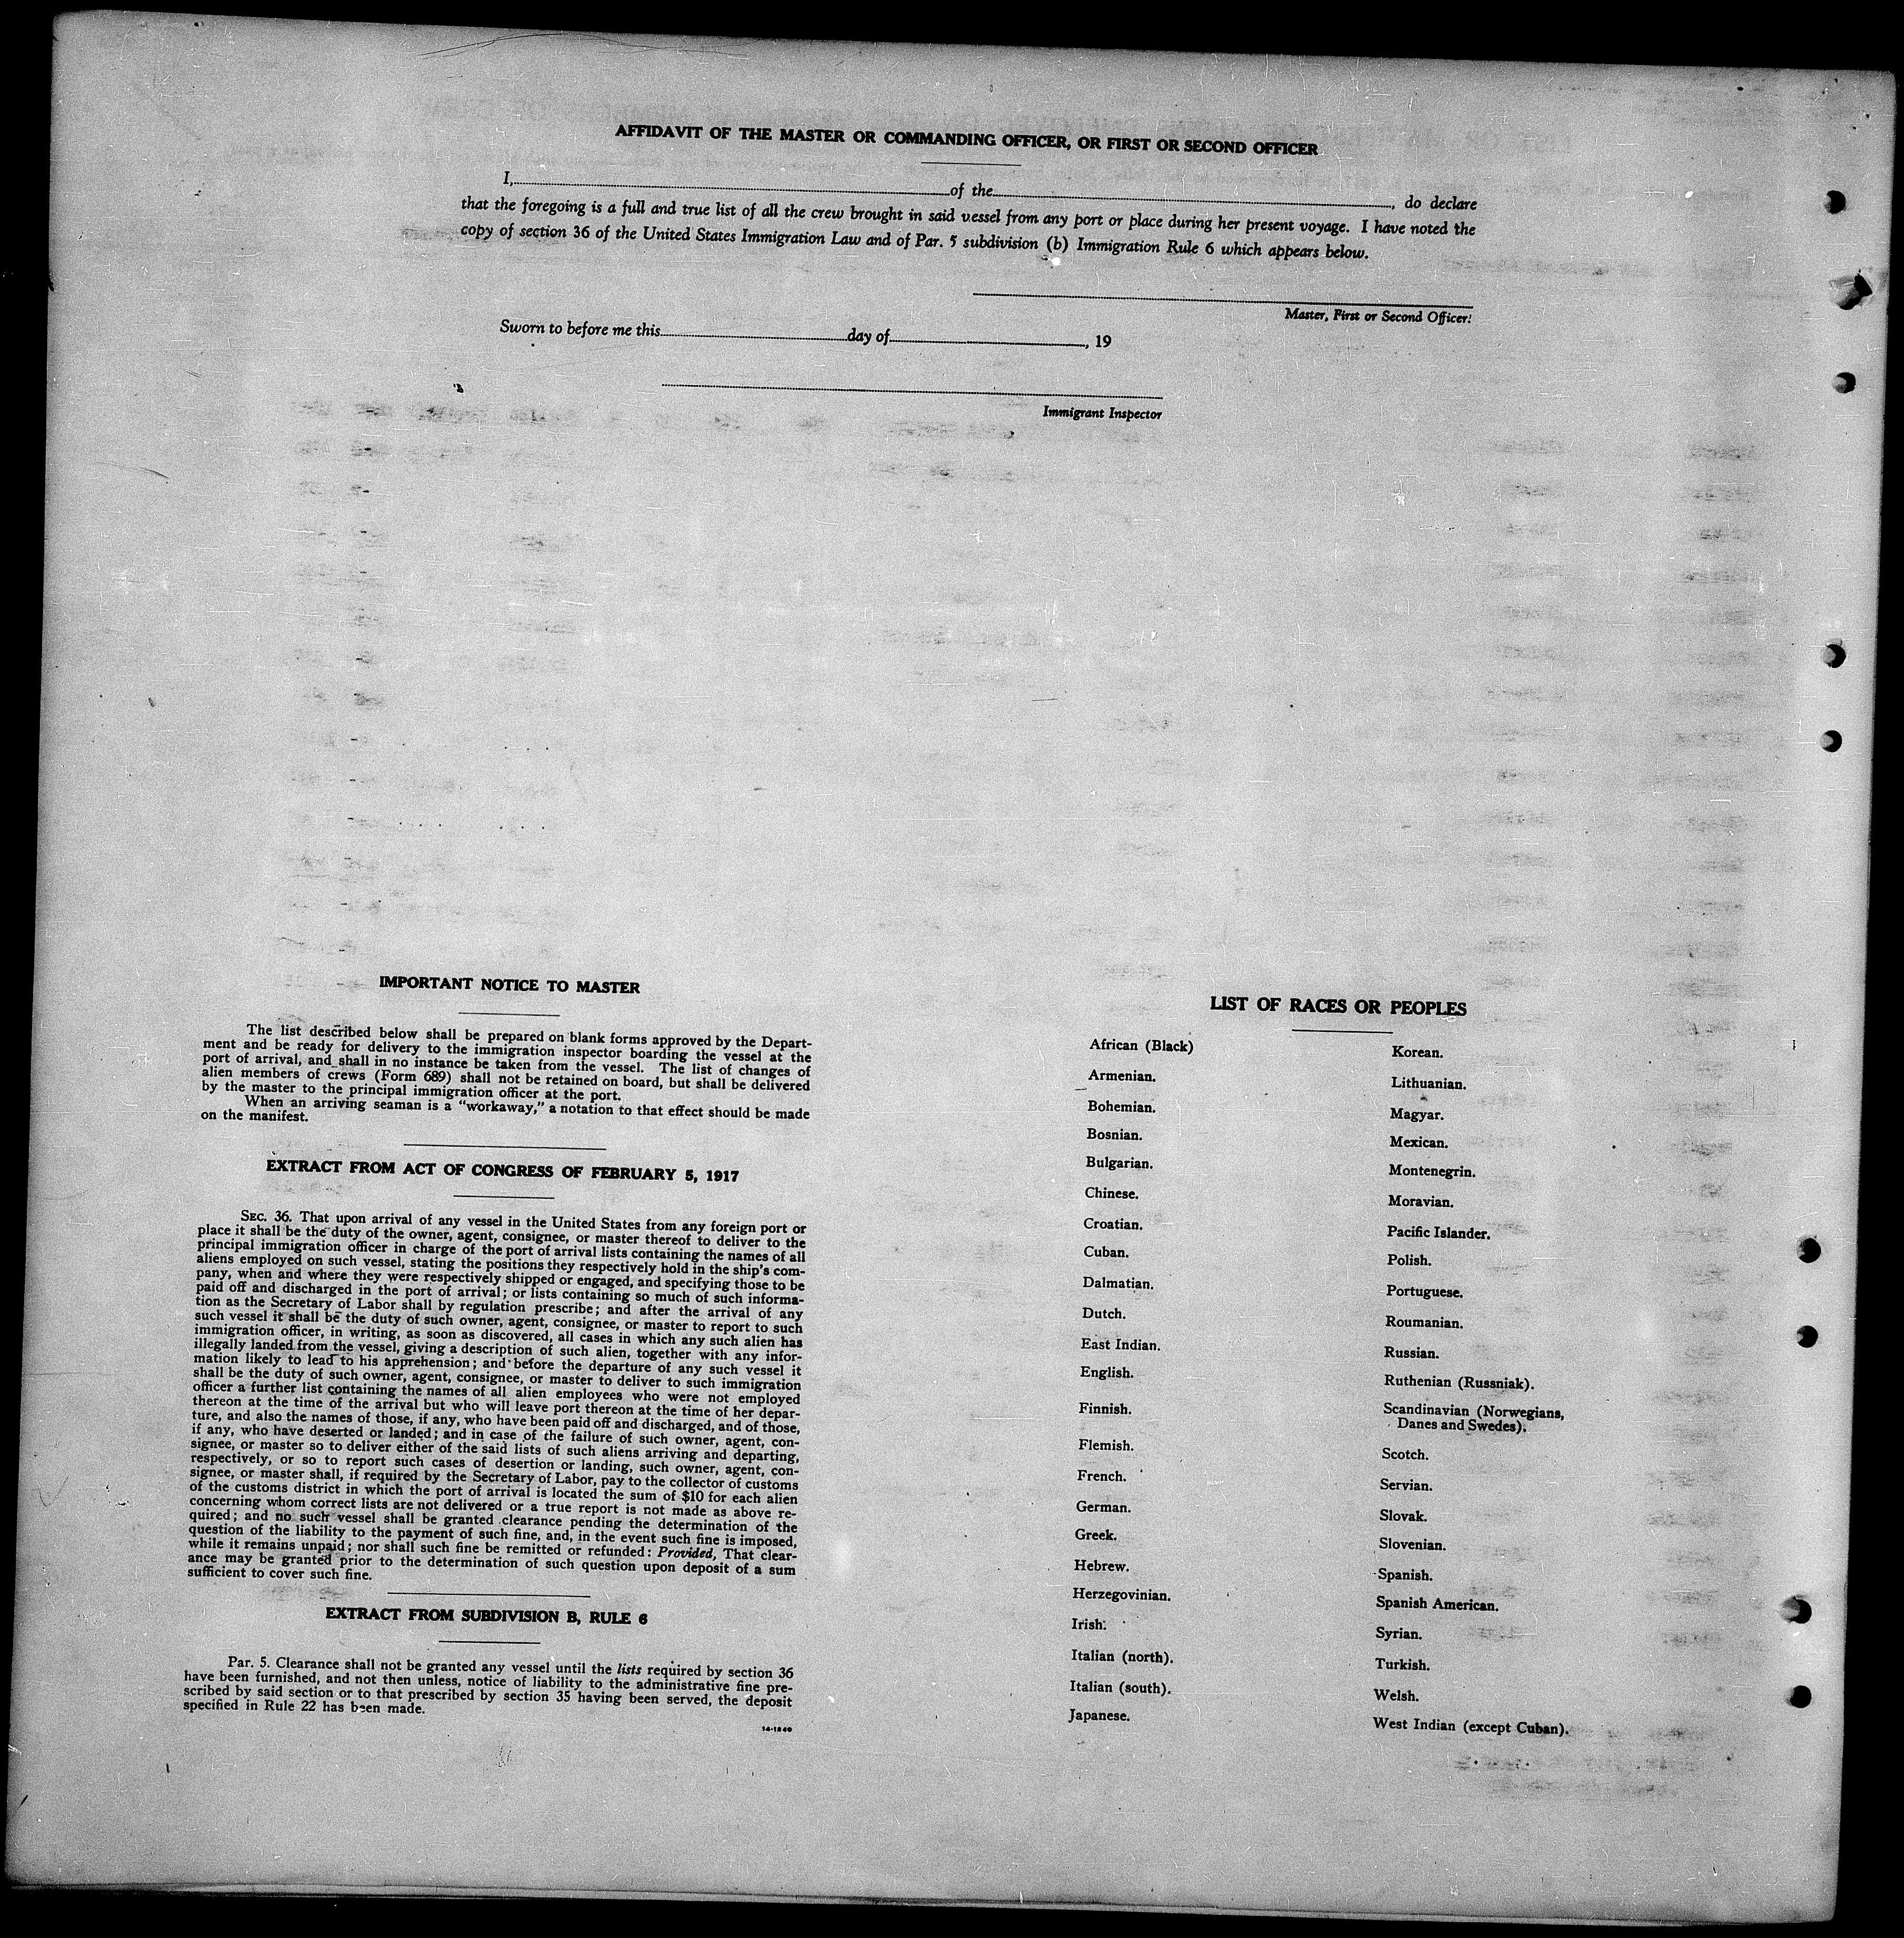 AFFIDAVIT OF THE MASTER OR COMMANDING OFFICER, OR FIRST OR SECOND OFFICER
I, of the , do declare
that the foregoing is a full and true list of all the crew brought in said vessel from any port or place during her present voyage. I have noted the
copy of section 36 of the United States Immigration Law and of Par. 5 subdivision (b) Immigration Rule 6 which appears below.
Master, First or Second Officer.
Sworn to before me this day of , 19
Immigrant Inspector
IMPORTANT NOTICE TO MASTER
The list described below shall be prepared on blank forms approved by the Depart-
ment and be ready for delivery to the immigration inspector boarding the vessel at the
port of arrival, and shall in no instance be taken from the vessel. The list of changes of
alien members of crews (Form 689) shall not be retained on board, but shall be delivered
by the master to the principal immigration officer at the port.
When an arriving seaman is a "workaway," a notation to that effect should be made
on the manifest.
EXTRACT FROM ACT OF CONGRESS OF FEBRUARY 5, 1917
SEC. 36. That upon arrival of any vessel in the United States from any foreign port or
place it shall be the duty of the owner, agent, consignee, or master thereof to deliver to the
principal immigration officer in charge of the port of arrival lists containing the names of all
aliens employed on such vessel, stating the positions they respectively hold in the ship's com-
pany, when and where they were respectively shipped or engaged, and specifying those to be
paid off and discharged in the port of arrival; or lists containing so much of such informa-
tion as the Secretary of Labor shall by regulation prescribe; and after the arrival of any
such vessel it shall be the duty of such owner, agent, consignee, or master to report to such
immigration officer, in writing, as soon as discovered, all cases in which any such alien has
illegally landed from the vessel, giving a description of such alien, together with any infor-
mation likely to lead to his apprehension; and before the departure of any such vessel it
shall be the duty of such owner, agent, consignee, or master to deliver to such immigration
officer a further list containing the names of all alien employees who were not employed
thereon at the time of the arrival but who will leave port thereon at the time of her depar-
ture, and also the names of those, if any, who have been paid off and discharged, and of those,
if any, who have deserted or landed; and in case of the failure of such owner, agent, con-
signee, or master so to deliver either of the said lists of such aliens arriving and departing,
respectively, or so to report such cases of desertion or landing, such owner, agent, con-
signee, or master shall, if required by the Secretary of Labor, pay to the collector of customs
of the customs district in which the port of arrival is located the sum of $10 for each alien
concerning whom correct lists are not delivered or a true report is not made as above re-
quired; and no such vessel shall be granted clearance pending the determination of the
question of the liability to the payment of such fine, and, in the event such fine is imposed,
while it remains unpaid; nor shall such fine be remitted or refunded: Provided, That clear-
ance may be granted prior to the determination of such question upon deposit of a sum
sufficient to cover such fine.
EXTRACT FROM SUBDIVISION B, RULE 6
Par. 5. Clearance shall not be granted any vessel until the lists required by section 36
have been furnished, and not then unless, notice of liability to the administrative fine pre-
scribed by said section or to that prescribed by section 35 having been served, the deposit
specified in Rule 22 has been made.
14-1240
LIST OF RACES OR PEOPLES
African (Black)
Armenian.
Bohemian.
Bosnian.
Bulgarian.
Chinese.
Croatian.
Cuban.
Dalmatian.
Dutch.
East Indian.
English.
Finnish.
Flemish.
French.
German.
Greek.
Hebrew.
Herzegovinian.
Irish.
Italian (north).
Italian (south).
Japanese.
Korean.
Lithuanian.
Magyar.
Mexican.
Montenegrin.
Moravian.
Pacific Islander.
Polish.
Portuguese.
Roumanian.
Russian.
Ruthenian (Russniak).
Scandinavian (Norwegians,
Danes and Swedes).
Scotch.
Servian.
Slovak.
Slovenian.
Spanish.
Spanish American.
Syrian.
Turkish.
Welsh.
West Indian (except Cuban).